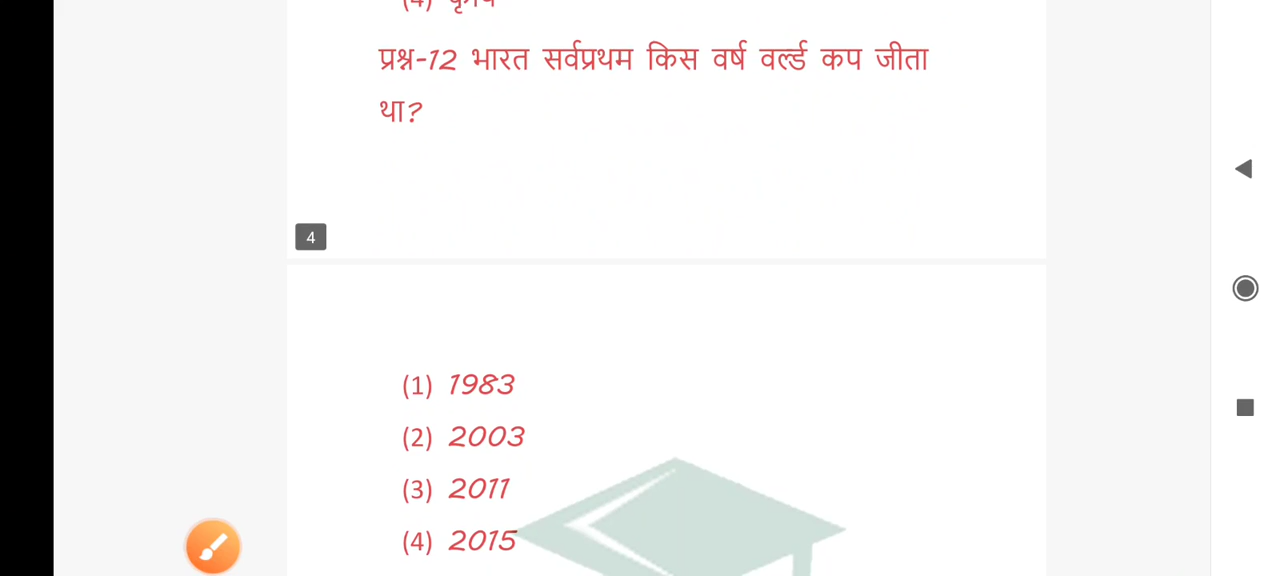 प्रश्न-12 भारत सर्वप्रथम किस वर्ष वर्ल्ड कप जीता
था?
4
(1) 1983
(2) 2003
(3) 2011
(4) 2015